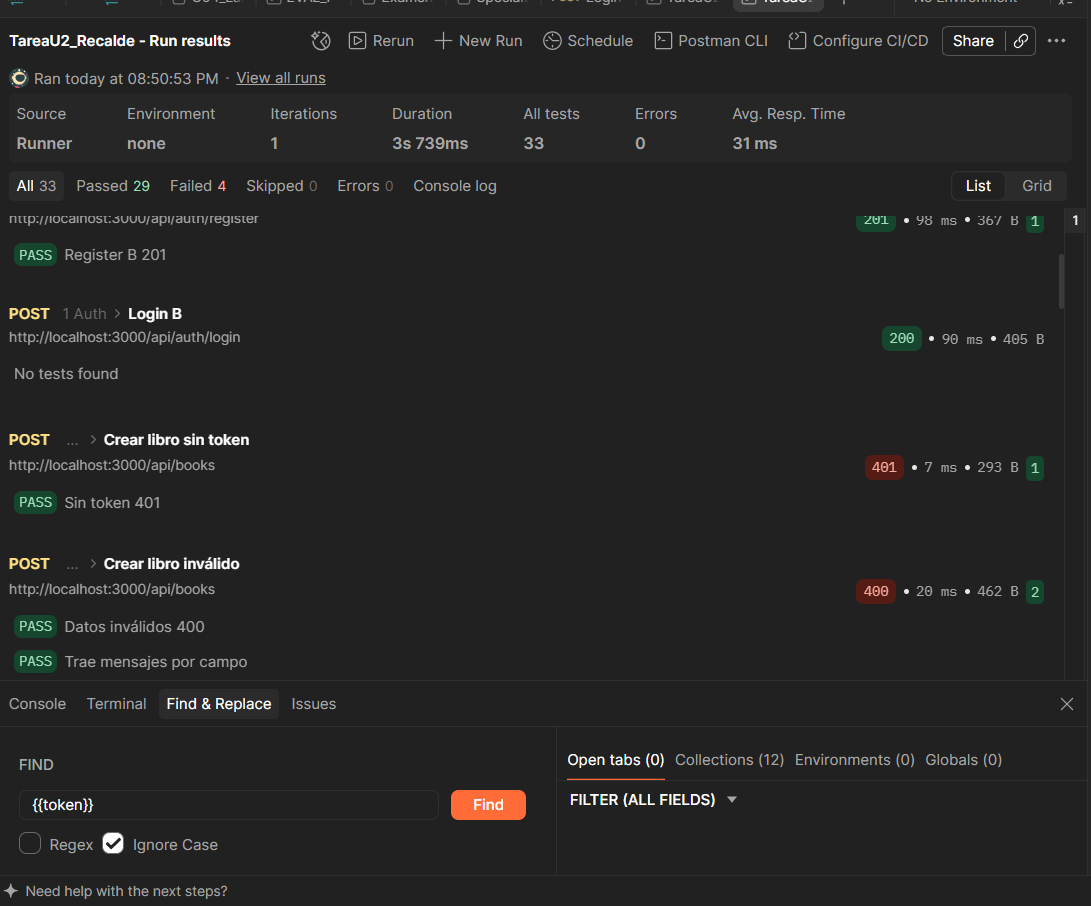 No Environment
TareaU2_Recalde - Run results
Rerun
New Run
Schedule
Postman CLI
Configure CI/CD
Share
Ran today at 08:50:53 PM · View all runs
Source Environment Iterations Duration All tests Errors Avg. Resp. Time
Runner none 1 3s 739ms 33 0 31 ms
All 33 Passed 29 Failed 4 Skipped 0 Errors 0 Console log List Grid
http://localhost:3000/api/auth/register 201 • 98 ms • 367 B 1 1
PASS Register B 201
POST 1 Auth > Login B
http://localhost:3000/api/auth/login 200 • 90 ms • 405 B
No tests found
POST ... > Crear libro sin token
http://localhost:3000/api/books 401 • 7 ms • 293 B 1
PASS Sin token 401
POST ... > Crear libro inválido
http://localhost:3000/api/books 400 • 20 ms • 462 B 2
PASS Datos inválidos 400
PASS Trae mensajes por campo
Console Terminal Find & Replace Issues
FIND
{{token}} Find
Regex Ignore Case
Open tabs (0) Collections (12) Environments (0) Globals (0)
FILTER (ALL FIELDS)
Need help with the next steps?